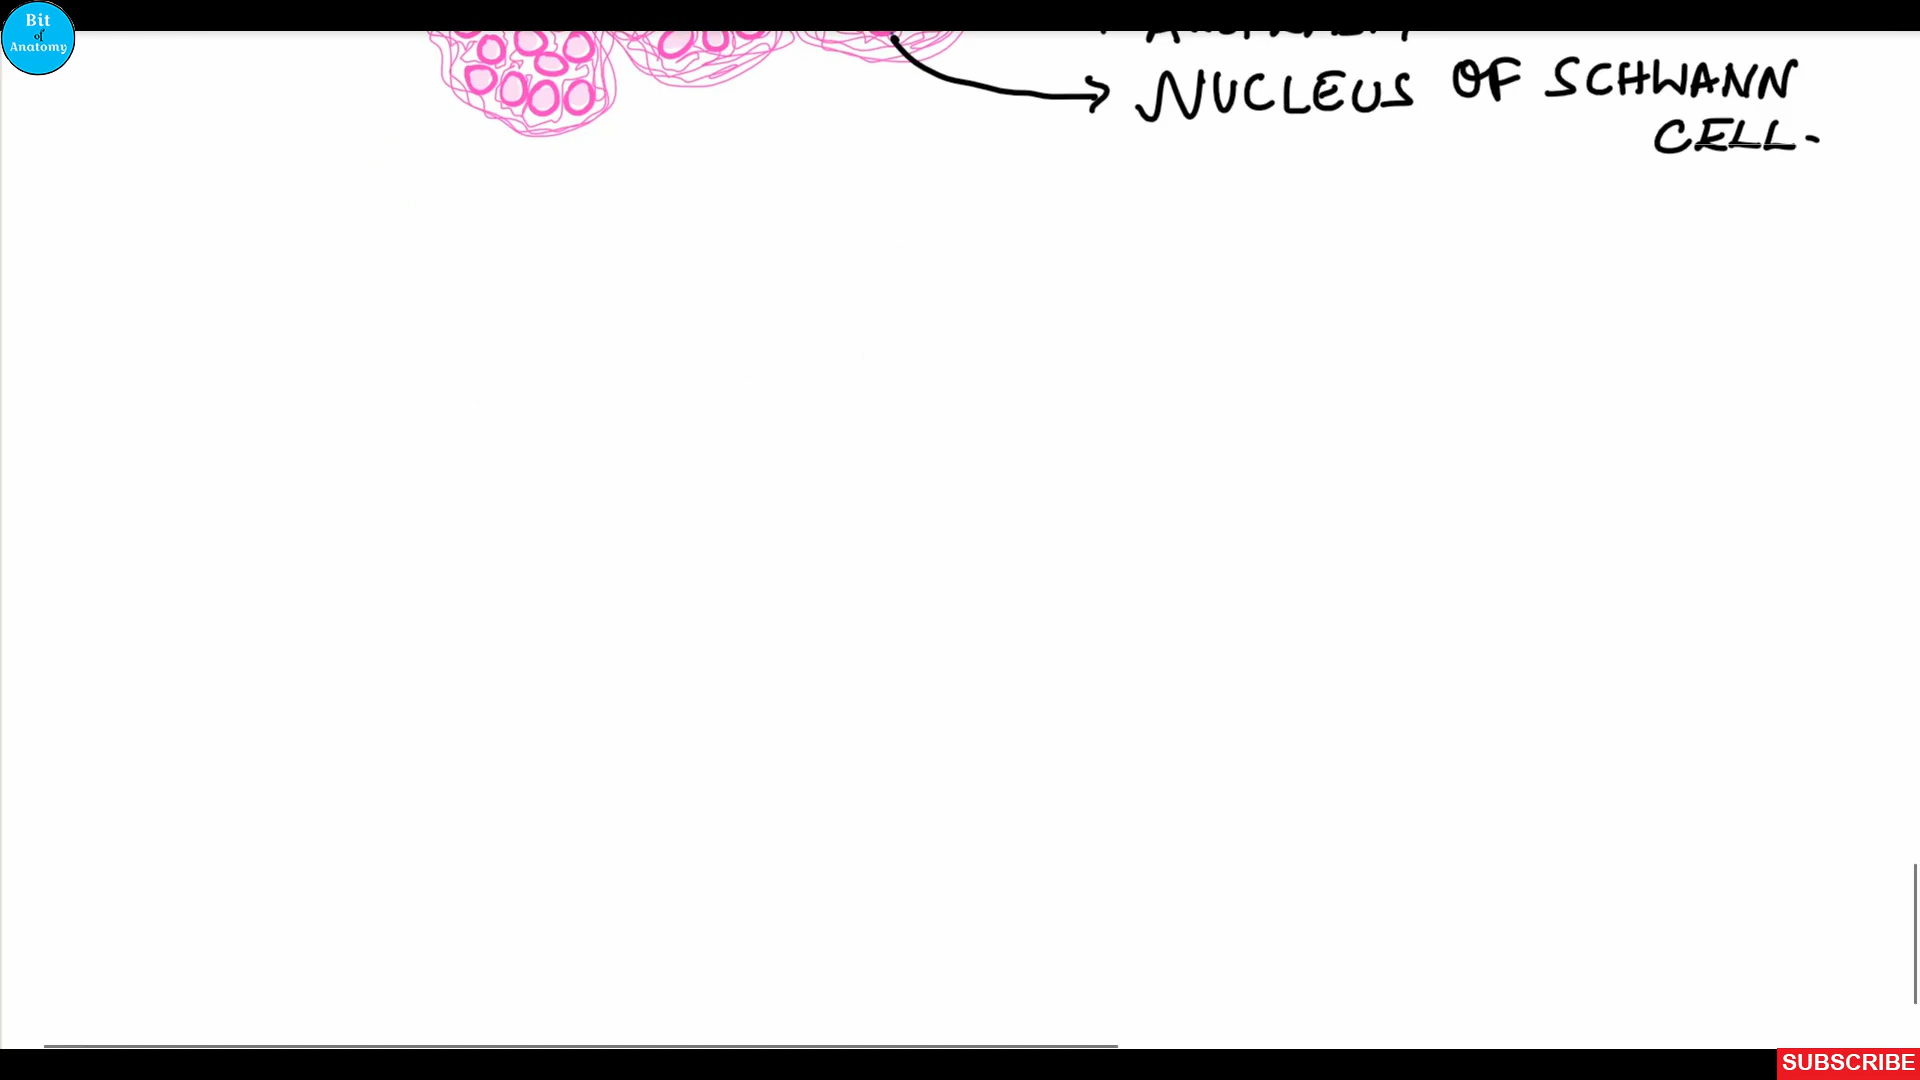 Bit
of
Anatomy
NUCLEUS OF SCHWANN
CELL-
SUBSCRIBE